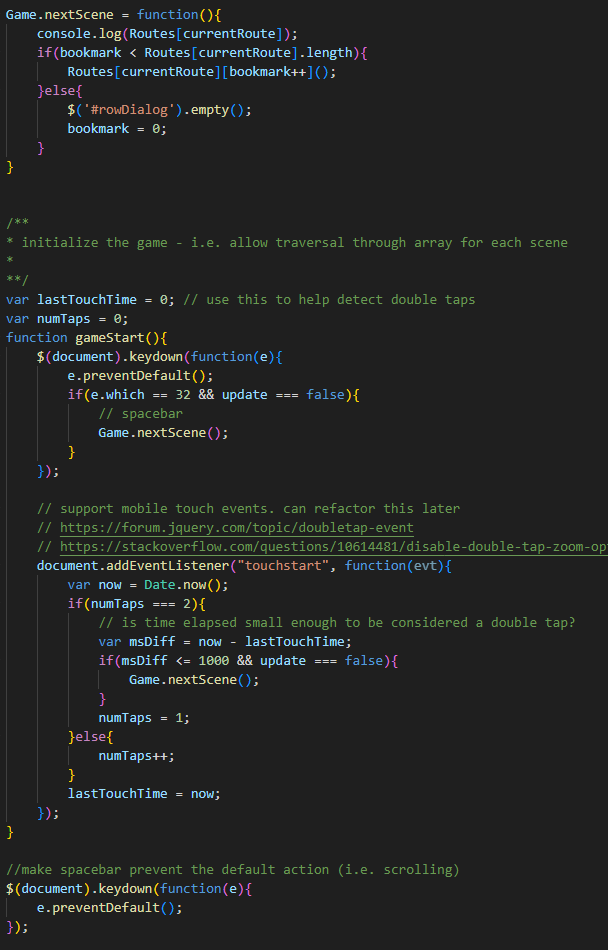 Game.nextScene = function(){
    console.log(Routes[currentRoute]);
    if(bookmark < Routes[currentRoute].length){
        Routes[currentRoute][bookmark++]();
    }else{
        $('#rowDialog').empty();
        bookmark = 0;
    }
}
/**
* initialize the game - i.e. allow traversal through array for each scene
*
**/
var lastTouchTime = 0; // use this to help detect double taps
var numTaps = 0;
function gameStart(){
    $(document).keydown(function(e){
        e.preventDefault();
        if(e.which == 32 && update === false){
            // spacebar
            Game.nextScene();
        }
    });
    // support mobile touch events. can refactor this later
    // https://forum.jquery.com/topic/doubletap-event
    // https://stackoverflow.com/questions/10614481/disable-double-tap-zoom-op
    document.addEventListener("touchstart", function(evt){
        var now = Date.now();
        if(numTaps === 2){
            // is time elapsed small enough to be considered a double tap?
            var msDiff = now - lastTouchTime;
            if(msDiff <= 1000 && update === false){
                Game.nextScene();
            }
            numTaps = 1;
        }else{
            numTaps++;
        }
        lastTouchTime = now;
    });
}
//make spacebar prevent the default action (i.e. scrolling)
$(document).keydown(function(e){
    e.preventDefault();
});